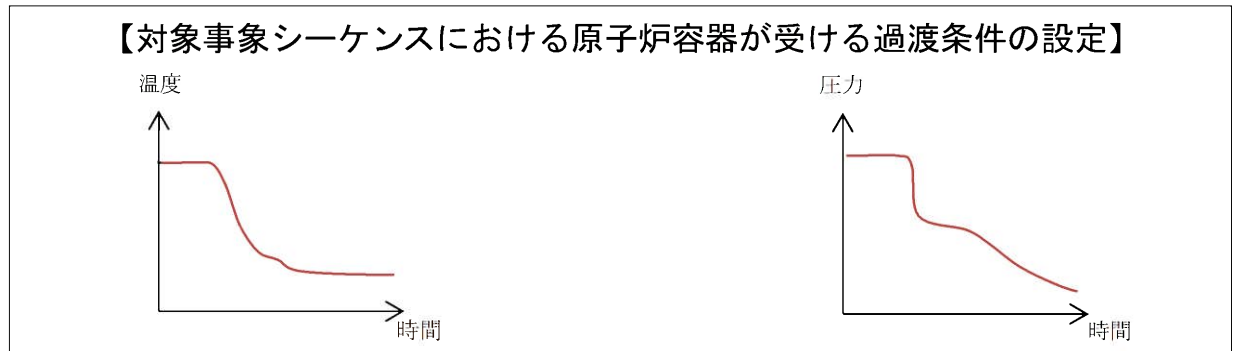 【対象事象シーケンスにおける原子炉容器が受ける過渡条件の設定】
温度
圧力
時間
時間